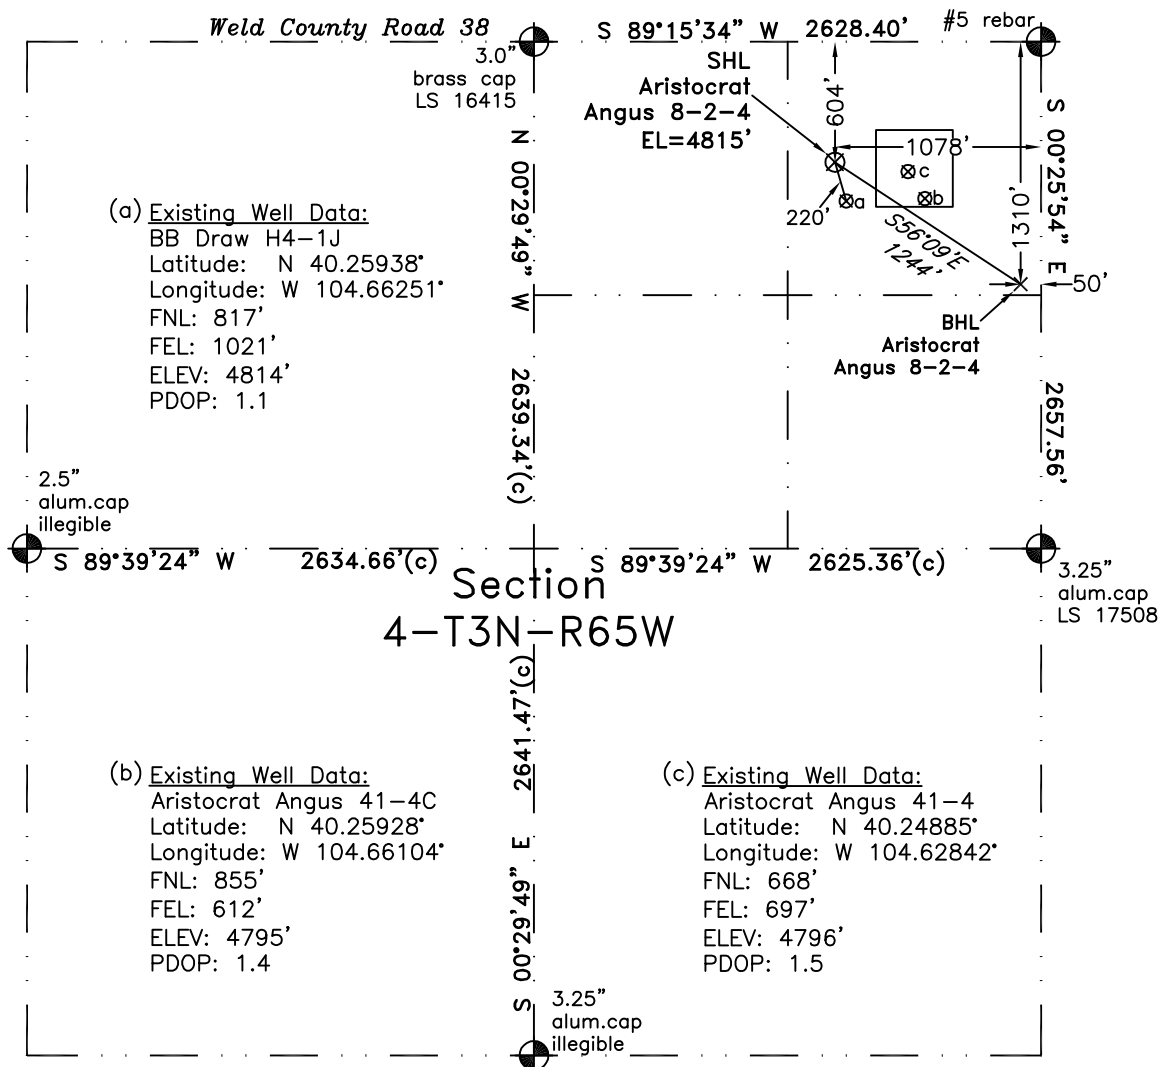 Weld County Road 38
S 89°15'34" W 2628.40'
#5 rebar
3.0"
brass cap
LS 16415
SHL
Aristocrat
Angus 8-2-4
EL=4815'
604'
1078'
c
b
a
220'
S56°09'E
1244'
1310'
50'
S 00°25'54" E 2657.56'
BHL
Aristocrat
Angus 8-2-4
N 00°29'49" W 2639.34'(c)
(a) Existing Well Data:
BB Draw H4-1J
Latitude: N 40.25938°
Longitude: W 104.66251°
FNL: 817'
FEL: 1021'
ELEV: 4814'
PDOP: 1.1
2.5"
alum.cap
illegible
S 89°39'24" W 2634.66'(c)
S 89°39'24" W 2625.36'(c)
3.25"
alum.cap
LS 17508
Section
4-T3N-R65W
S 00°29'49" E 2641.47'(c)
(b) Existing Well Data:
Aristocrat Angus 41-4C
Latitude: N 40.25928°
Longitude: W 104.66104°
FNL: 855'
FEL: 612'
ELEV: 4795'
PDOP: 1.4
(c) Existing Well Data:
Aristocrat Angus 41-4
Latitude: N 40.24885°
Longitude: W 104.62842°
FNL: 668'
FEL: 697'
ELEV: 4796'
PDOP: 1.5
3.25"
alum.cap
illegible